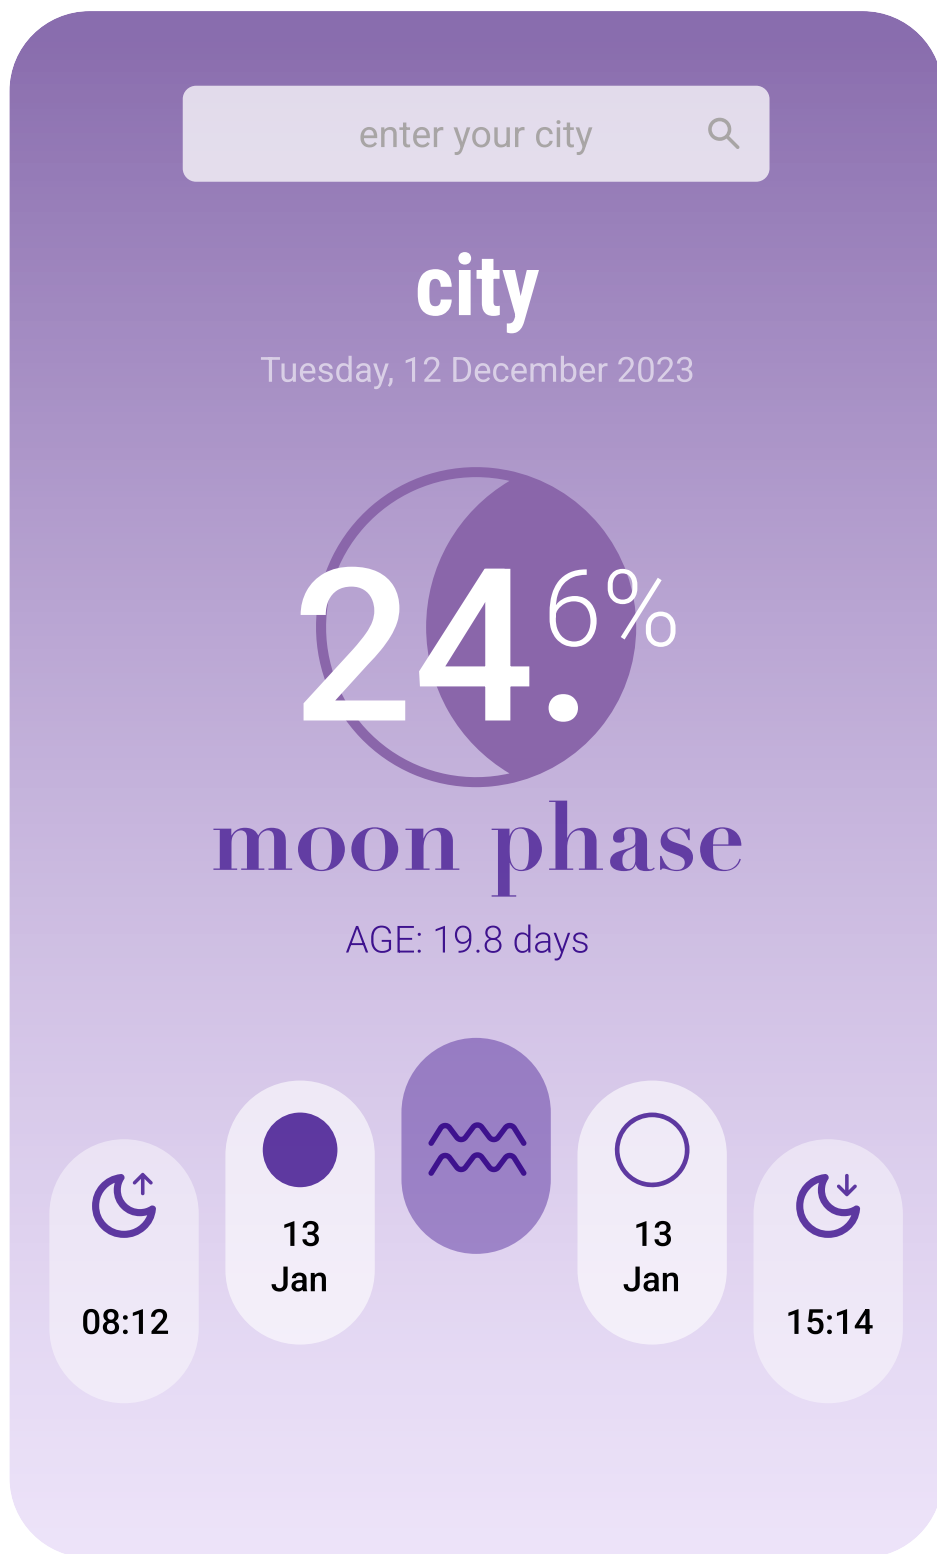 enter your city
city
Tuesday, 12 December 2023
24.6%
moon phase
AGE: 19.8 days
08:12
13
Jan
13
Jan
15:14